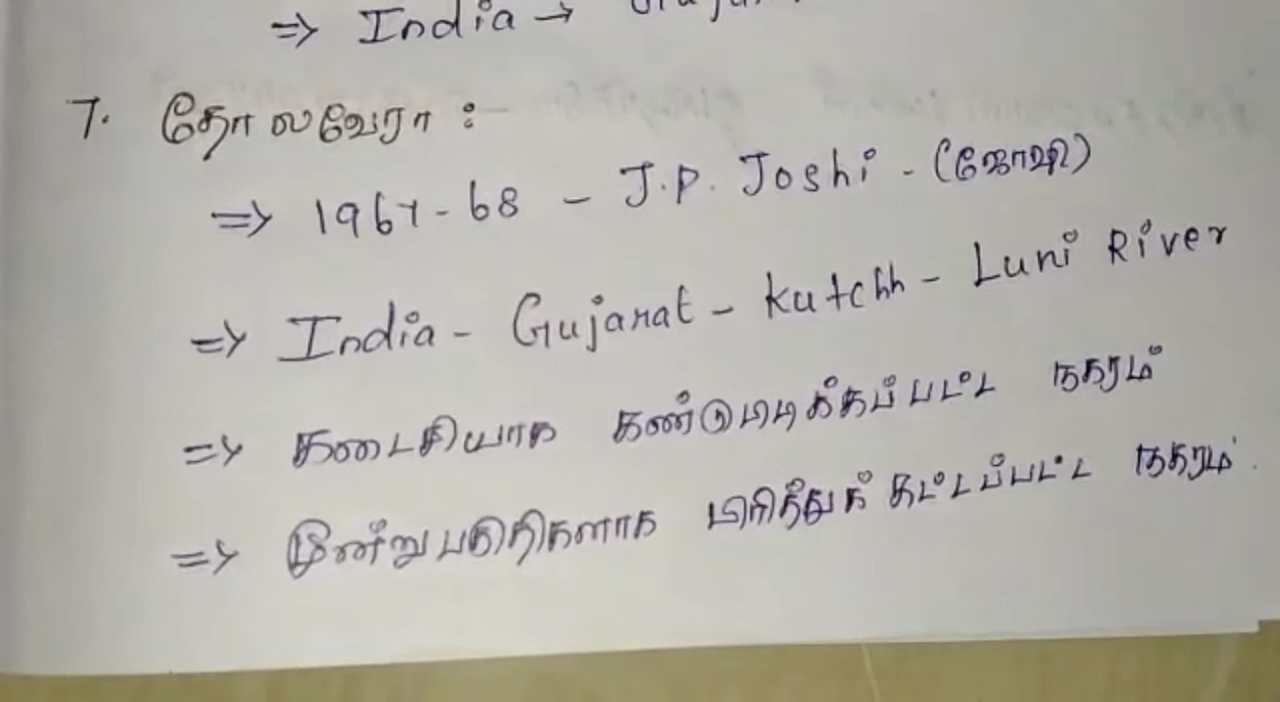 => India →
7. தோலவேரா :
=> 1967-68 - J.P. Joshi - (ஜோஷி)
=> India - Gujarat - Kutchh - Luni River
=> கடைசியாக கண்டுபிடிக்கப்பட்ட நகரம்
=> மூன்று பகுதிகளாக பிரித்துக் கட்டப்பட்ட நகரம்.